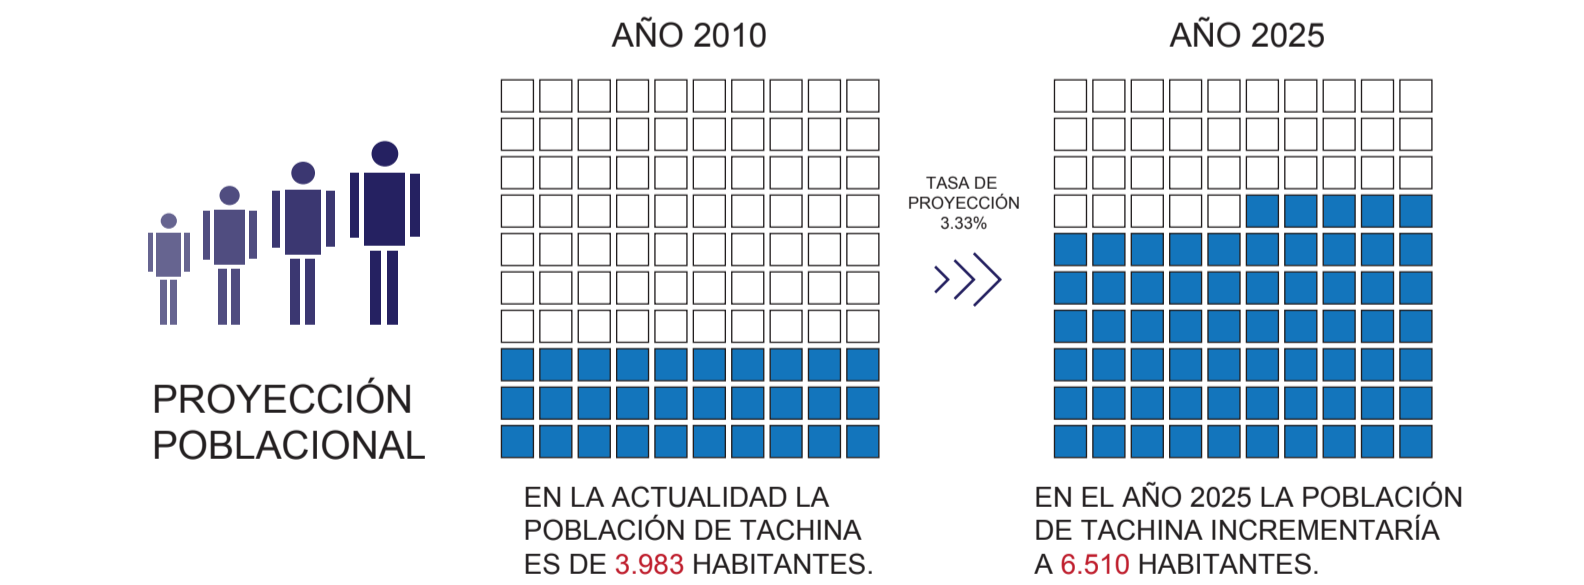 AÑO 2010
AÑO 2025
TASA DE
PROYECCIÓN
3.33%
PROYECCIÓN
POBLACIONAL
EN LA ACTUALIDAD LA
POBLACIÓN DE TACHINA
ES DE 3.983 HABITANTES.
EN EL AÑO 2025 LA POBLACIÓN
DE TACHINA INCREMENTARÍA
A 6.510 HABITANTES.